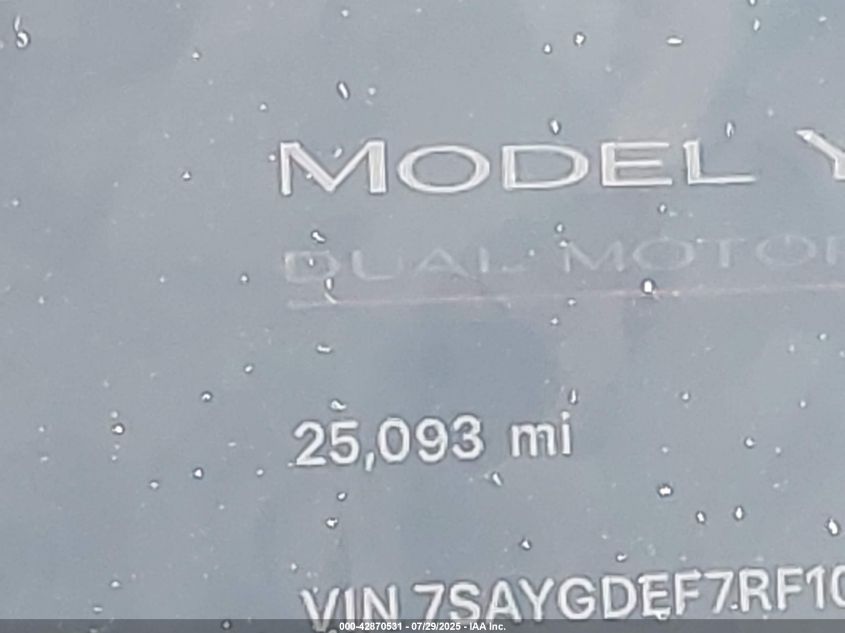 MODEL Y
DUAL MOTOR
25,093 mi
VIN 7SAYGDEF7RF10
000-42870531 - 07/29/2025 - IAA Inc.